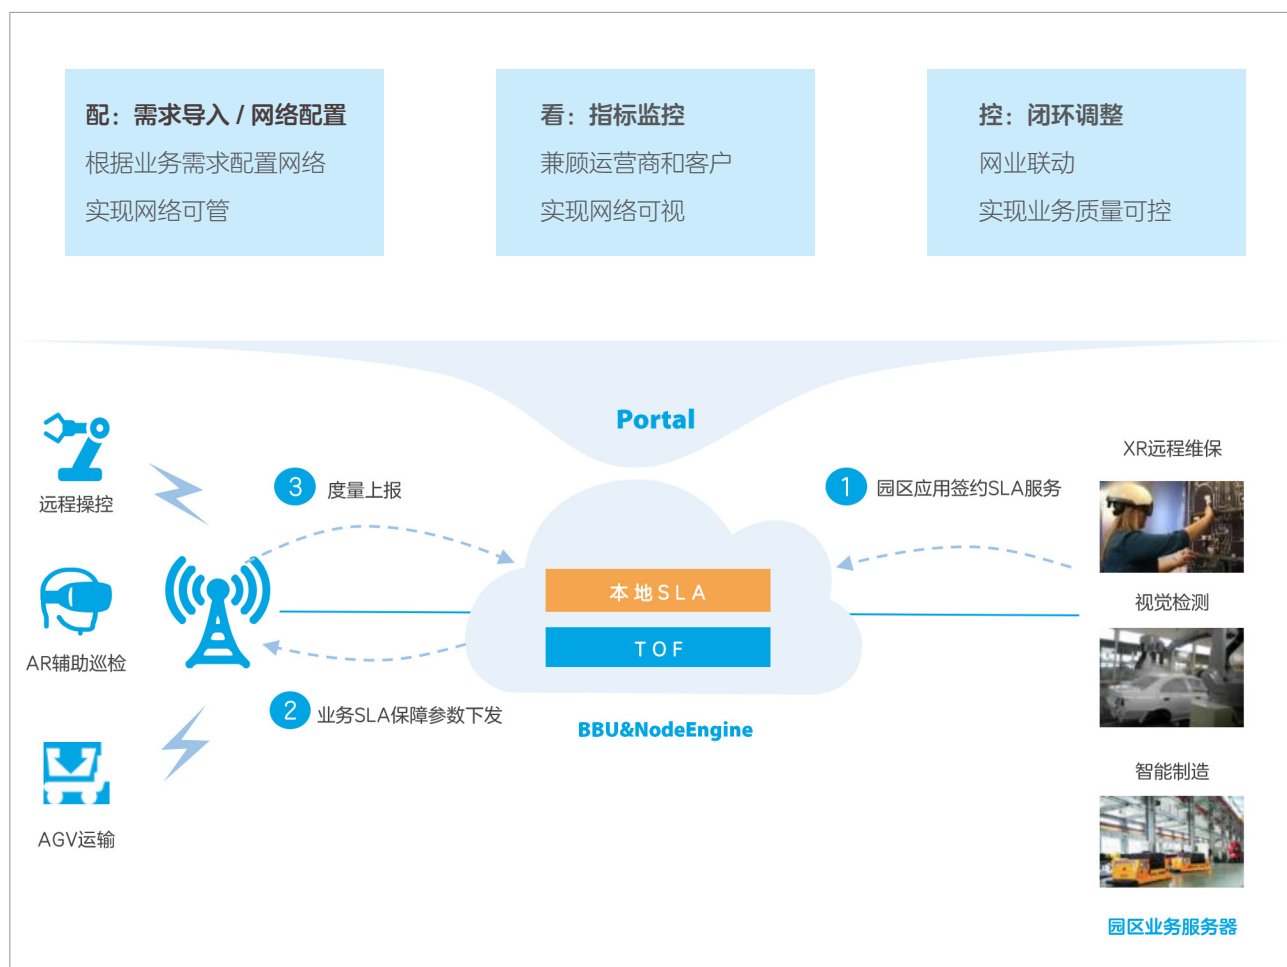 配：需求导入 / 网络配置
根据业务需求配置网络
实现网络可管
看：指标监控
兼顾运营商和客户
实现网络可视
控：闭环调整
网业联动
实现业务质量可控
Portal
远程操控
3 度量上报
1 园区应用签约SLA服务
XR远程维保
本地SLA
TOF
视觉检测
AR辅助巡检
2 业务SLA保障参数下发
BBU&NodeEngine
智能制造
AGV运输
园区业务服务器